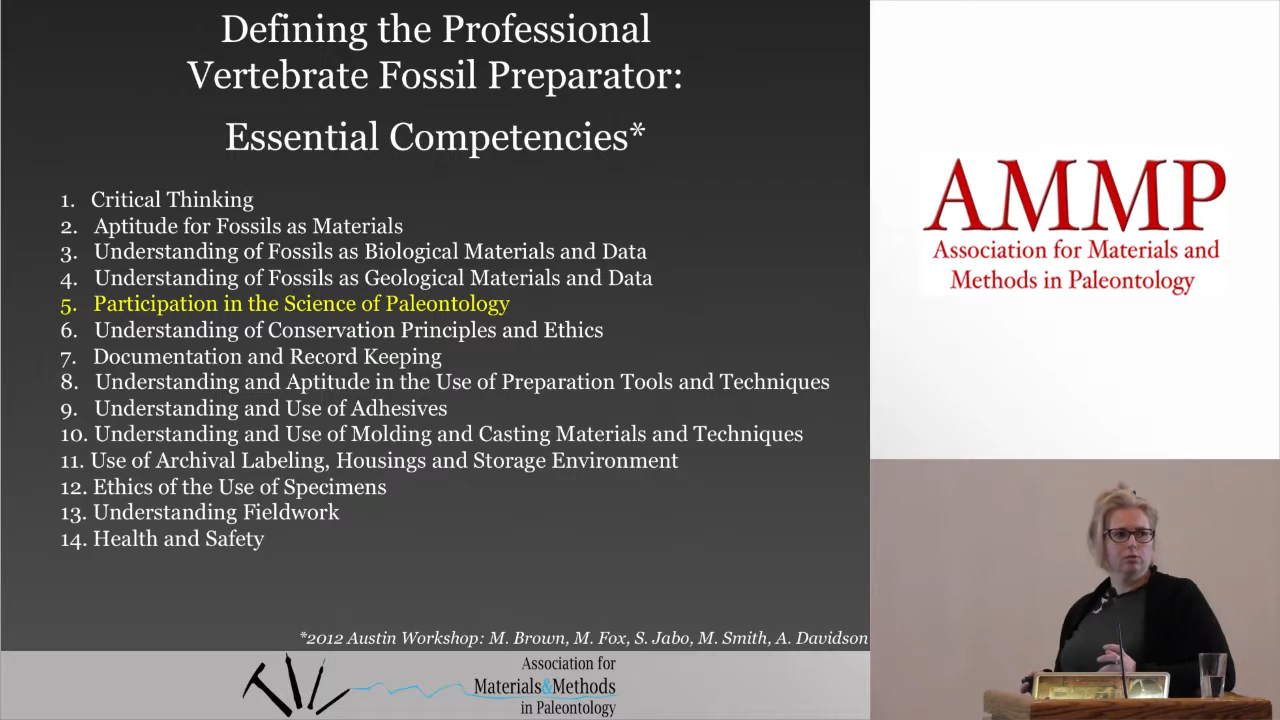 Defining the Professional
Vertebrate Fossil Preparator:
Essential Competencies*
1. Critical Thinking
2. Aptitude for Fossils as Materials
3. Understanding of Fossils as Biological Materials and Data
4. Understanding of Fossils as Geological Materials and Data
5. Participation in the Science of Paleontology
6. Understanding of Conservation Principles and Ethics
7. Documentation and Record Keeping
8. Understanding and Aptitude in the Use of Preparation Tools and Techniques
9. Understanding and Use of Adhesives
10. Understanding and Use of Molding and Casting Materials and Techniques
11. Use of Archival Labeling, Housings and Storage Environment
12. Ethics of the Use of Specimens
13. Understanding Fieldwork
14. Health and Safety
*2012 Austin Workshop: M. Brown, M. Fox, S. Jabo, M. Smith, A. Davidson
Association for
Materials&Methods
in Paleontology
AMMP
Association for Materials and
Methods in Paleontology